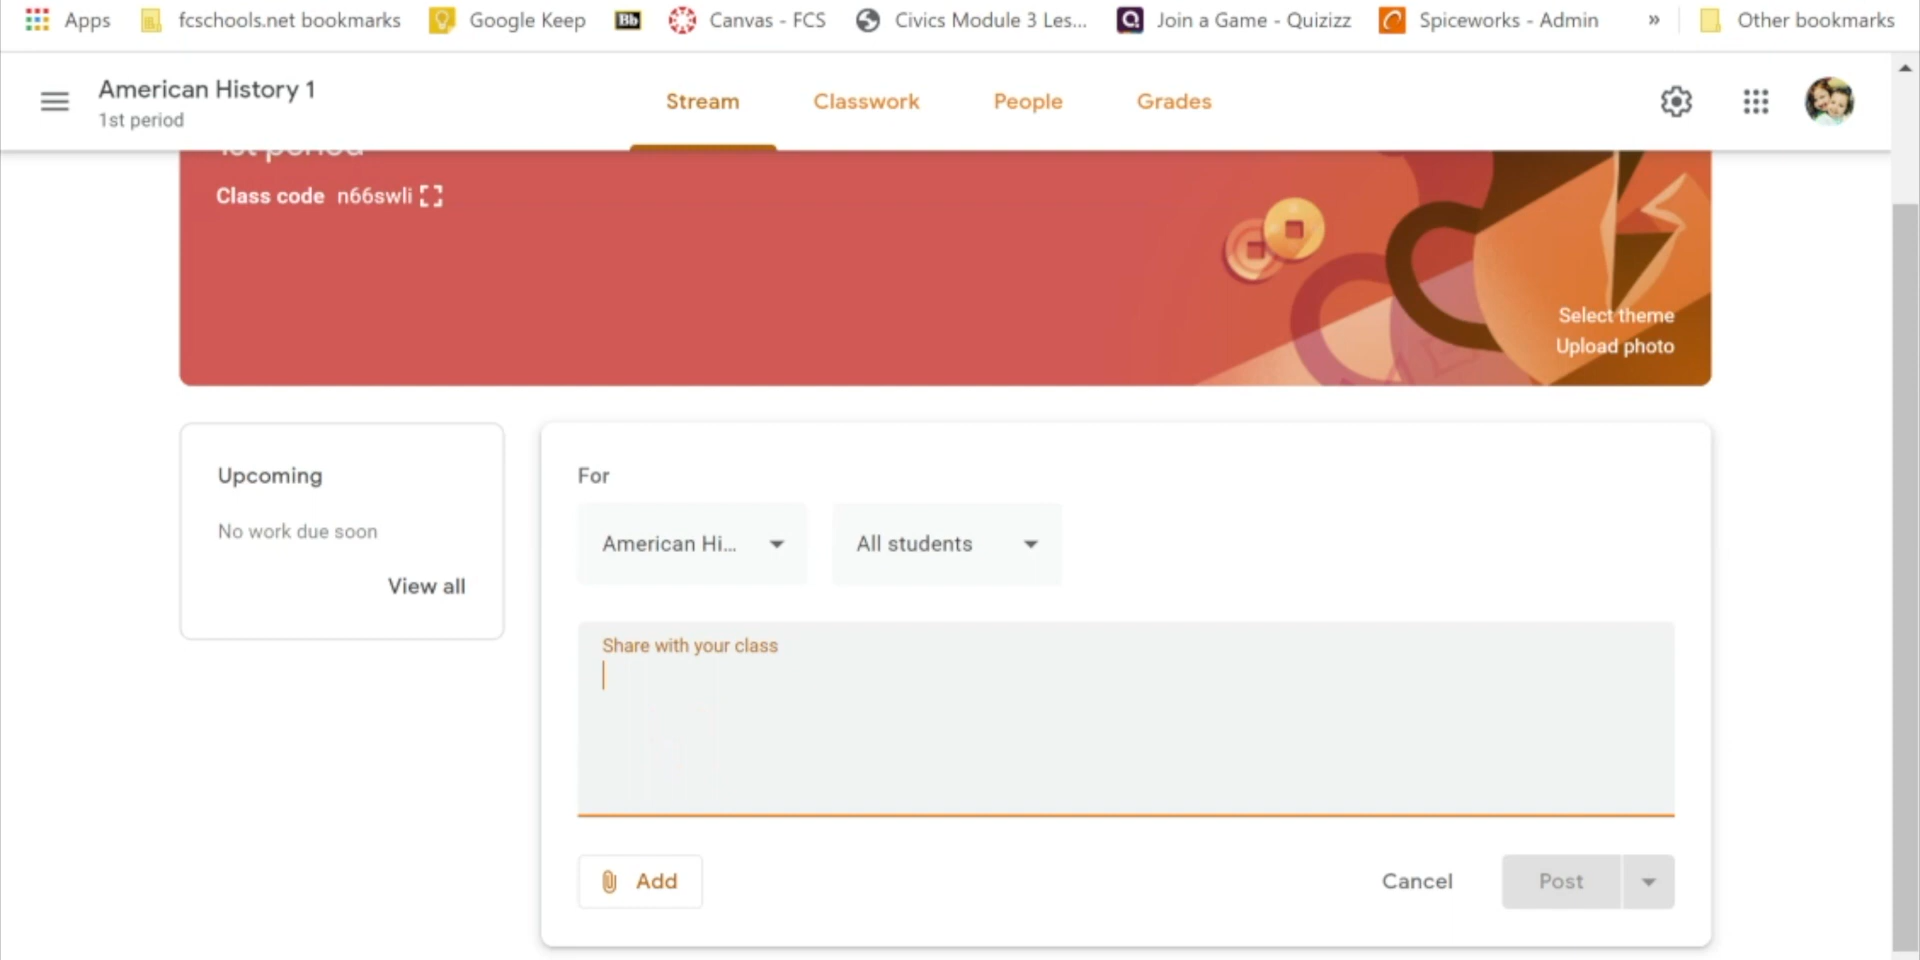 Apps fcschools.net bookmarks Google Keep Bb Canvas - FCS Civics Module 3 Les... Join a Game - Quizizz Spiceworks - Admin » Other bookmarks
American History 1
1st period
Stream Classwork People Grades
1st period
Class code n66swli
Select theme
Upload photo
Upcoming
No work due soon
View all
For
American Hi... All students
Share with your class
Add Cancel Post